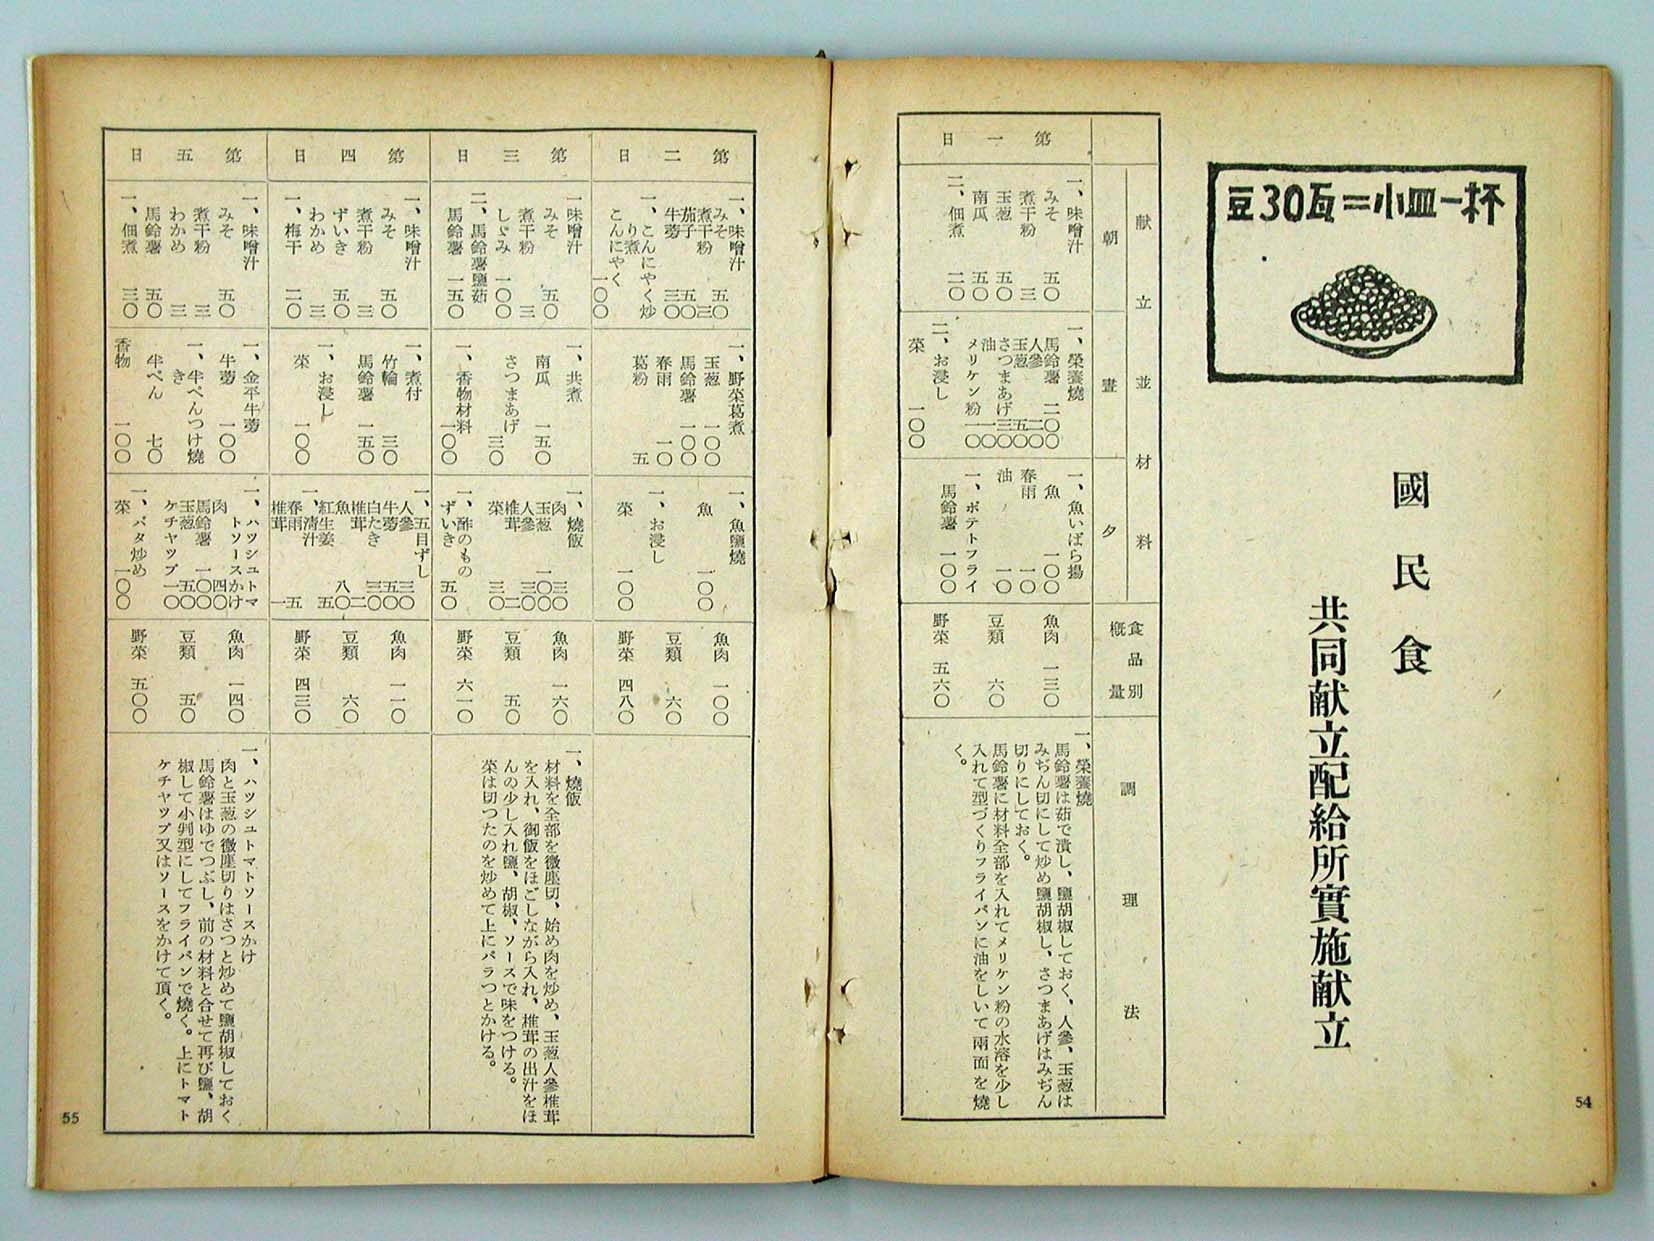 豆30瓦＝小皿一杯
國民食
共同献立配給所實施献立
献立並材料
朝
晝
夕
食品別
概量
調理法
第一日
一、味噌汁
みそ 五〇
煮干粉 三
玉葱 五〇
南瓜 五〇
二、佃煮 二〇
一、榮養燒
馬鈴薯 二〇〇
人參 二〇
玉葱 五〇
さつまあげ 三〇
油 一〇
メリケン粉 一〇
二、お浸し
菜 一〇〇
一、魚いばら揚
魚 一〇〇
春雨 一〇
油 一〇
一、ポテトフライ
馬鈴薯 一〇〇
魚肉 一三〇
豆類 六〇
野菜 五六〇
一、榮養燒
馬鈴薯は茹で潰し、鹽胡椒しておく、人參、玉葱は
みぢん切にして炒め鹽胡椒し、さつまあげはみぢん
切りにしておく。
馬鈴薯に材料全部を入れてメリケン粉の水溶を少し
入れて型づくりフライパンに油をしいて兩面を燒
く。
54
第二日
一、味噌汁
みそ 五〇
煮干粉 三
茄子 五〇
牛蒡 三〇
一、こんにやく炒
り煮
こんにやく 一〇〇
一、野菜葛煮
玉葱 一〇〇
馬鈴薯 一〇〇
春雨 一〇
葛粉 五
一、魚鹽燒
魚 一〇〇
一、お浸し
菜 一〇〇
魚肉 一〇〇
豆類 六〇
野菜 四八〇
第三日
一味噌汁
みそ 五〇
煮干粉 三
しゞみ 一〇〇
二、馬鈴薯鹽茹
馬鈴薯 一五〇
一、共煮
南瓜 一五〇
さつまあげ 三〇
一、香物材料 一〇〇
一、燒飯
肉 三〇
玉葱 一〇〇
人參 三〇
椎茸 二
菜 三〇
一、酢のもの
ずいき 五〇
魚肉 一六〇
豆類 五〇
野菜 六一〇
一、燒飯
材料を全部を微塵切、始め肉を炒め、玉葱人參椎茸
を入れ、御飯をほごしながら入れ、椎茸の出汁をほ
んの少し入れ鹽、胡椒、ソースで味をつける。
菜は切つたのを炒めて上にパラつとかける。
第四日
一、味噌汁
みそ 五〇
煮干粉 三
ずいき 五〇
わかめ 三
一、梅干 二〇
一、煮付
竹輪 三〇
馬鈴薯 一五〇
一、お浸し
菜 一〇〇
一、五目ずし
人參 三〇
牛蒡 五〇
白たき 三〇
椎茸 二
魚 八〇
紅生姜 五
一、清汁
春雨 五
椎茸 一
魚肉 一一〇
豆類 六〇
野菜 四三〇
第五日
一、味噌汁
みそ 五〇
煮干粉 三
わかめ 三
馬鈴薯 五〇
一、佃煮 三〇
一、金平牛蒡
牛蒡 一〇〇
一、半ぺんつけ燒
き
半ぺん 七〇
香物 一〇〇
一、ハツシユトマ
トソースかけ
肉 四〇
馬鈴薯 一〇〇
玉葱 五〇
ケチヤツプ 一〇
一、バタ炒め
菜 一〇〇
魚肉 一四〇
豆類 五〇
野菜 五〇〇
一、ハツシユトマトソースかけ
肉と玉葱の微塵切りはさつと炒めて鹽胡椒しておく
馬鈴薯はゆでつぶし、前の材料と合せて再び鹽、胡
椒して小判型にしてフライパンで燒く。上にトマト
ケチヤツプ又はソースをかけて頂く。
55